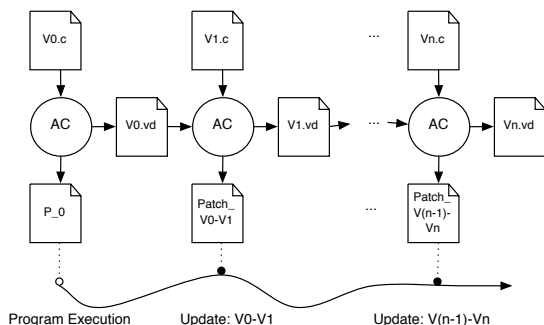 V0.c
V1.c
...
Vn.c
AC
V0.vd
AC
V1.vd
...
AC
Vn.vd
P_0
Patch_
V0-V1
...
Patch_
V(n-1)-
Vn
Program Execution
Update: V0-V1
Update: V(n-1)-Vn